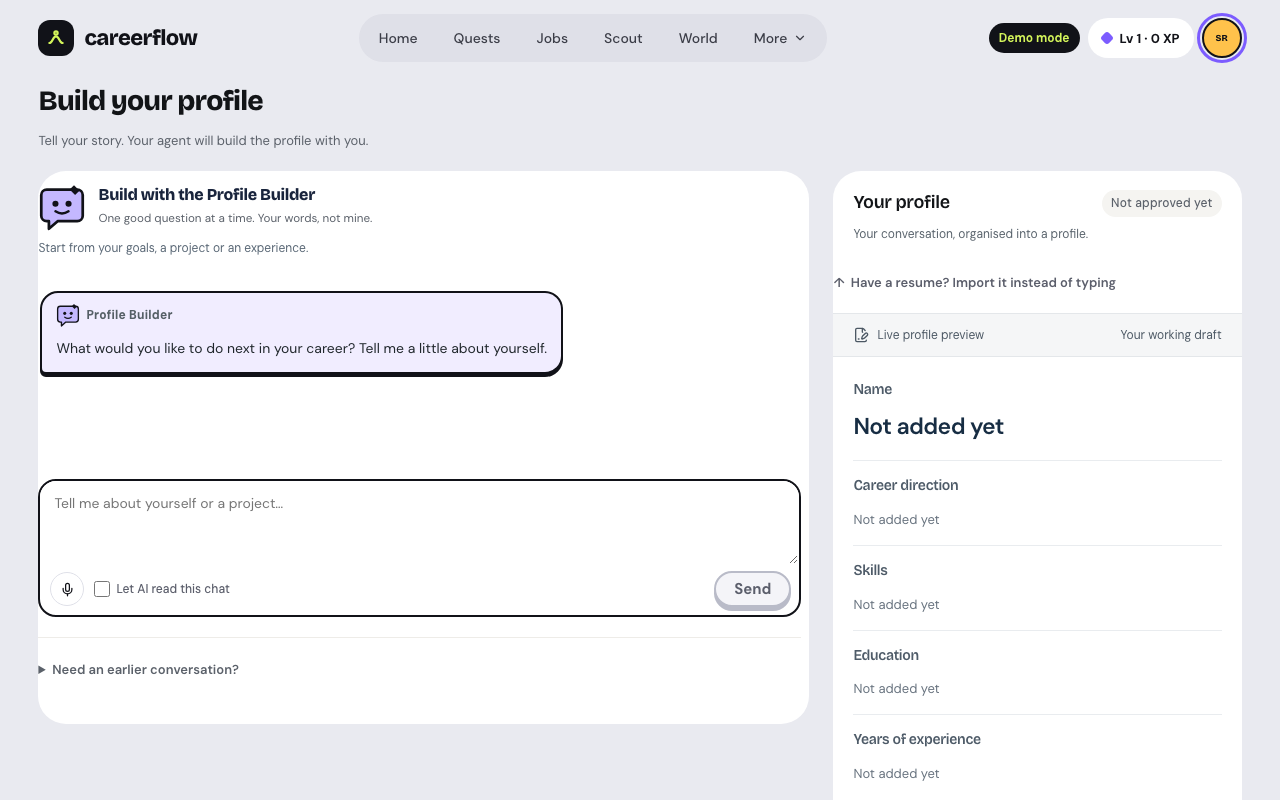 careerflow
Home
Quests
Jobs
Scout
World
More
Demo mode
Lv 1 · 0 XP
SR
Build your profile
Tell your story. Your agent will build the profile with you.
Build with the Profile Builder
One good question at a time. Your words, not mine.
Start from your goals, a project or an experience.
Profile Builder
What would you like to do next in your career? Tell me a little about yourself.
Tell me about yourself or a project…
Let AI read this chat
Send
Need an earlier conversation?
Your profile
Not approved yet
Your conversation, organised into a profile.
Have a resume? Import it instead of typing
Live profile preview
Your working draft
Name
Not added yet
Career direction
Not added yet
Skills
Not added yet
Education
Not added yet
Years of experience
Not added yet